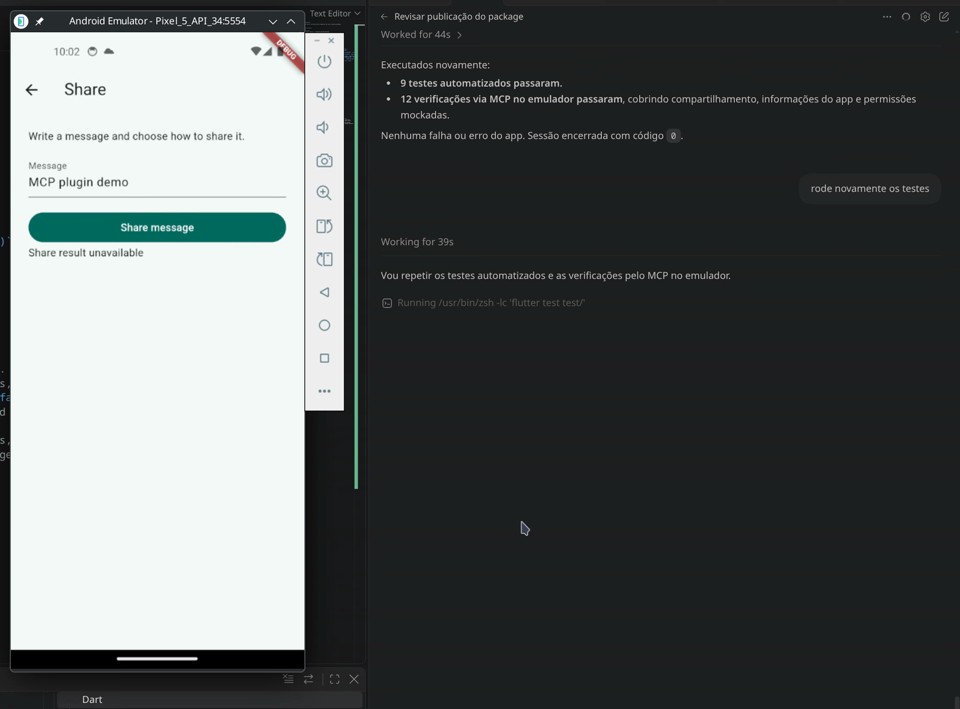 Android Emulator - Pixel_5_API_34:5554
10:02
DEBUG
Share
Write a message and choose how to share it.
Message
MCP plugin demo
Share message
Share result unavailable
Text Editor
Dart
Revisar publicação do package
Worked for 44s
Executados novamente:
9 testes automatizados passaram.
12 verificações via MCP no emulador passaram, cobrindo compartilhamento, informações do app e permissões
mockadas.
Nenhuma falha ou erro do app. Sessão encerrada com código 0.
rode novamente os testes
Working for 39s
Vou repetir os testes automatizados e as verificações pelo MCP no emulador.
Running /usr/bin/zsh -lc 'flutter test test/'